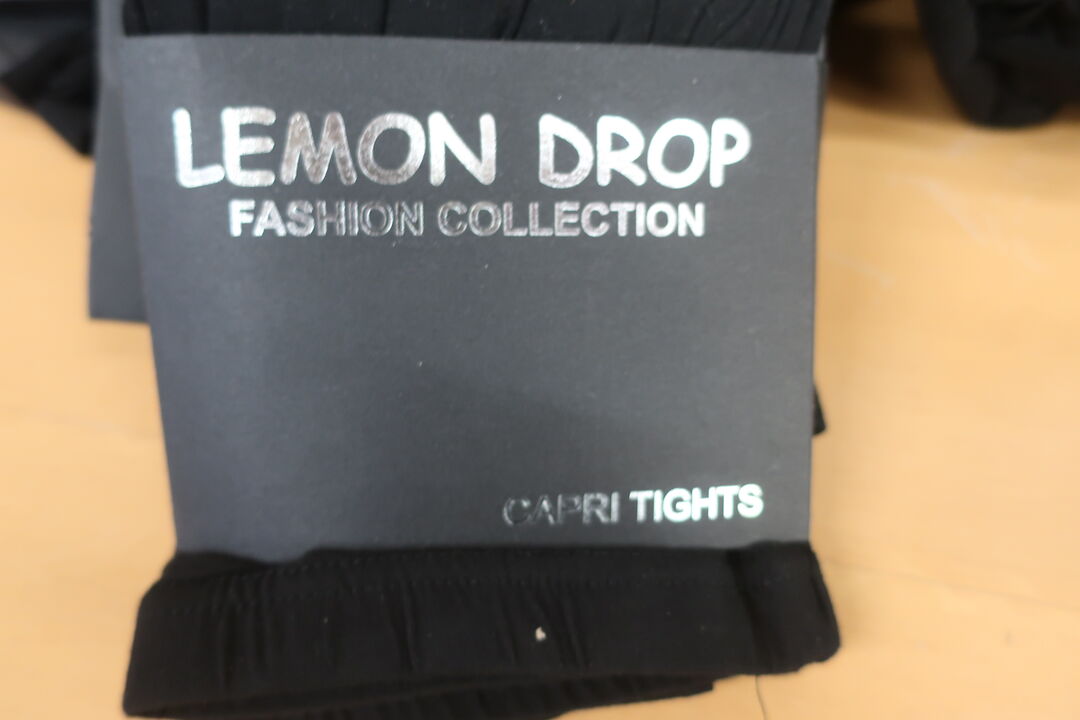 LEMON DROP
FASHION COLLECTION
CAPRI TIGHTS